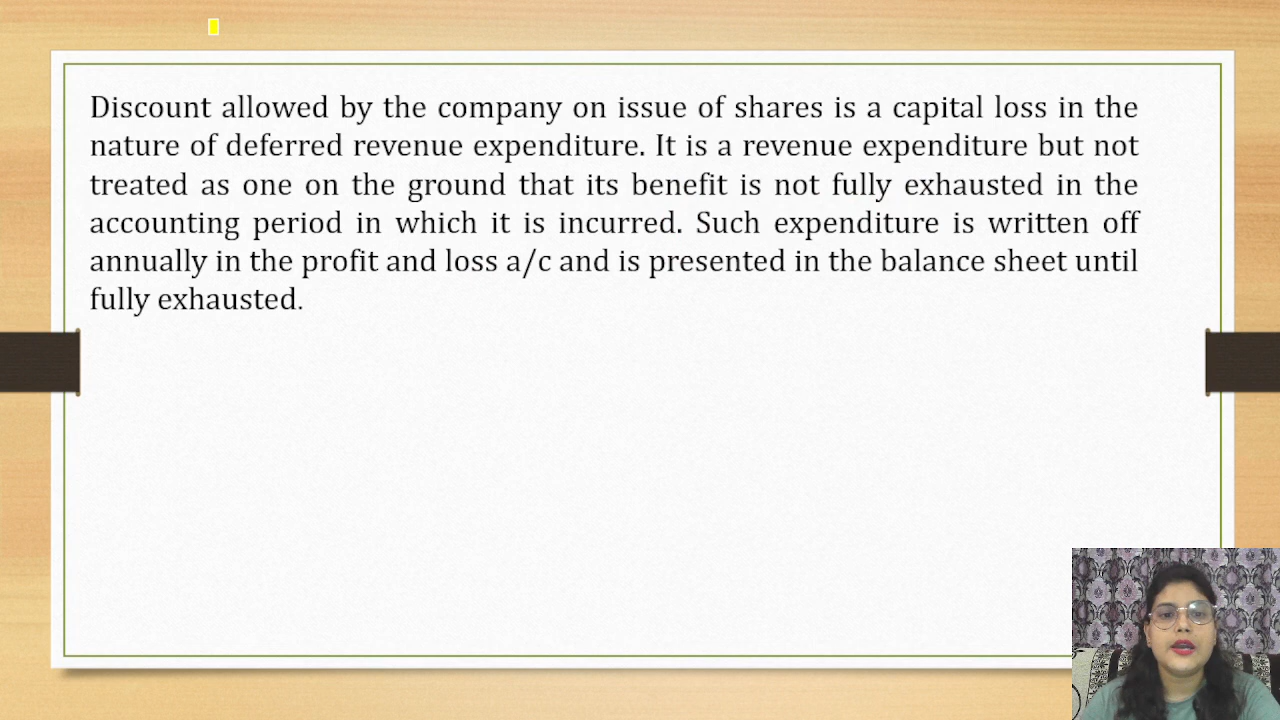 Discount allowed by the company on issue of shares is a capital loss in the
nature of deferred revenue expenditure. It is a revenue expenditure but not
treated as one on the ground that its benefit is not fully exhausted in the
accounting period in which it is incurred. Such expenditure is written off
annually in the profit and loss a/c and is presented in the balance sheet until
fully exhausted.